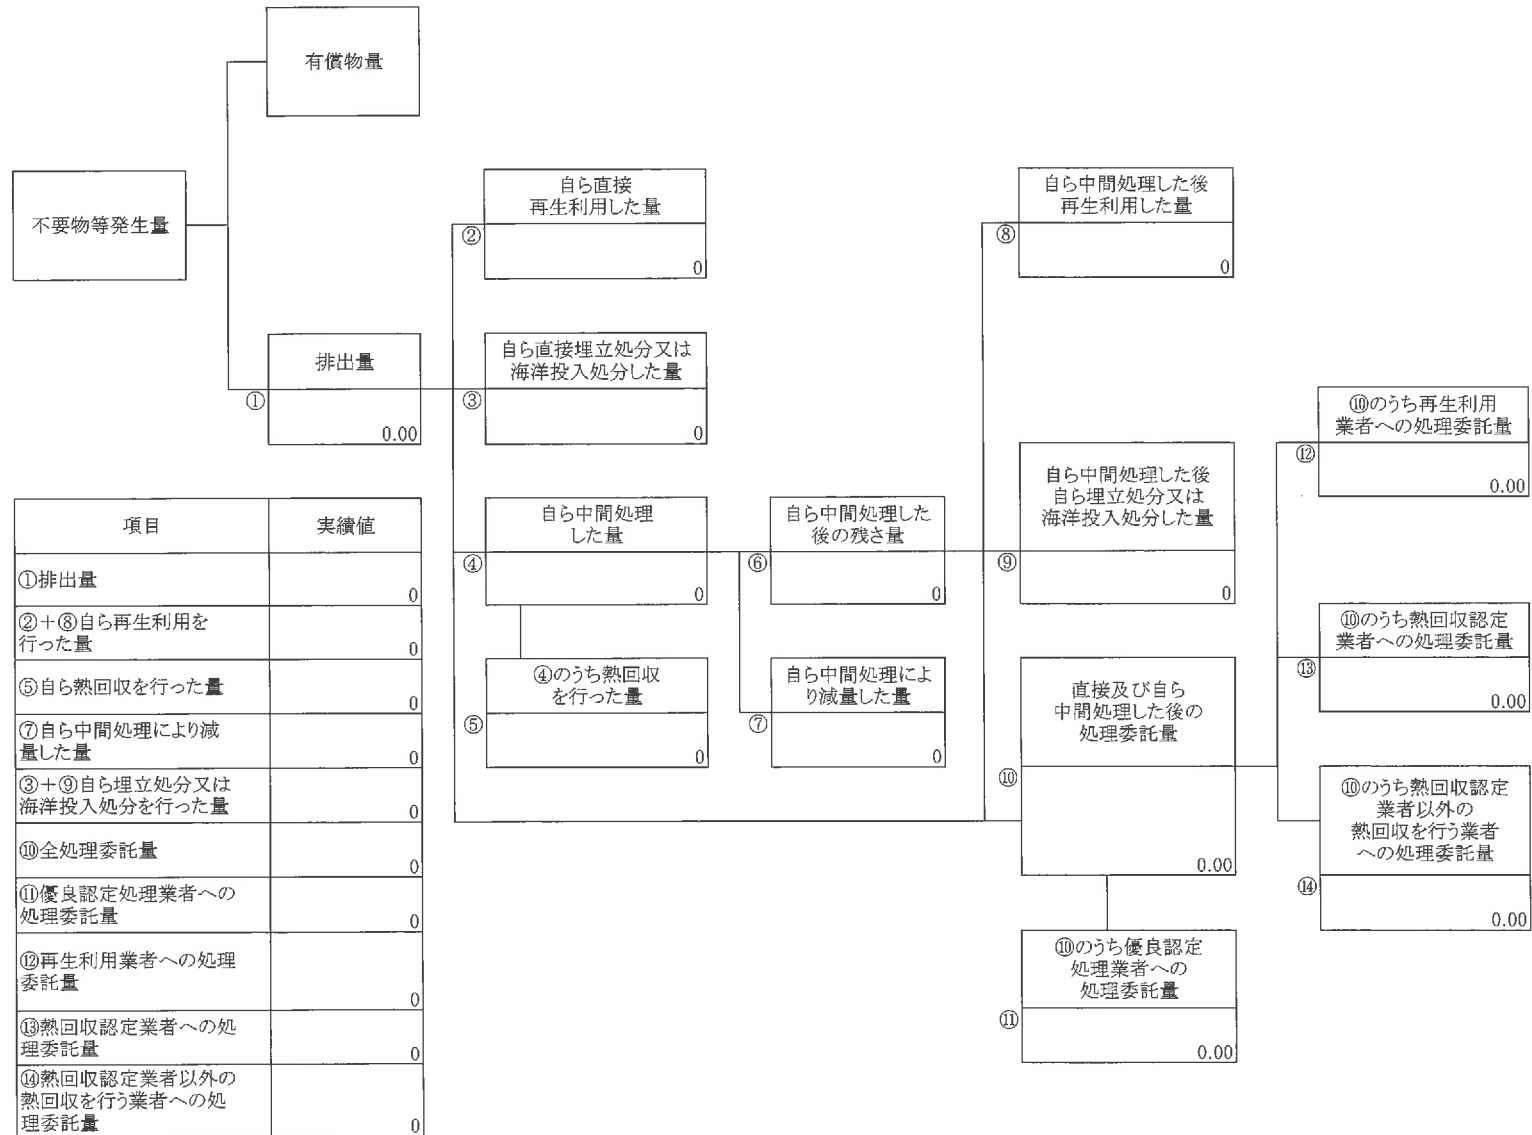 有償物量
不要物等発生量
排出量
①
0.00
自ら直接
再生利用した量
②
0
自ら直接埋立処分又は
海洋投入処分した量
③
0
自ら中間処理
した量
④
0
④のうち熱回収
を行った量
⑤
0
自ら中間処理した
後の残さ量
⑥
0
自ら中間処理によ
り減量した量
⑦
0
自ら中間処理した後
再生利用した量
⑧
0
自ら中間処理した後
自ら埋立処分又は
海洋投入処分した量
⑨
0
直接及び自ら
中間処理した後の
処理委託量
⑩
0.00
⑩のうち優良認定
処理業者への
処理委託量
⑪
0.00
⑩のうち再生利用
業者への処理委託量
⑫
0.00
⑩のうち熱回収認定
業者への処理委託量
⑬
0.00
⑩のうち熱回収認定
業者以外の
熱回収を行う業者
への処理委託量
⑭
0.00
項目 実績値
①排出量
0
②+⑧自ら再生利用を
行った量
0
⑤自ら熱回収を行った量
0
⑦自ら中間処理により減
量した量
0
③+⑨自ら埋立処分又は
海洋投入処分を行った量
0
⑩全処理委託量
0
⑪優良認定処理業者への
処理委託量
0
⑫再生利用業者への処理
委託量
0
⑬熱回収認定業者への処
理委託量
0
⑭熱回収認定業者以外の
熱回収を行う業者への処
理委託量
0